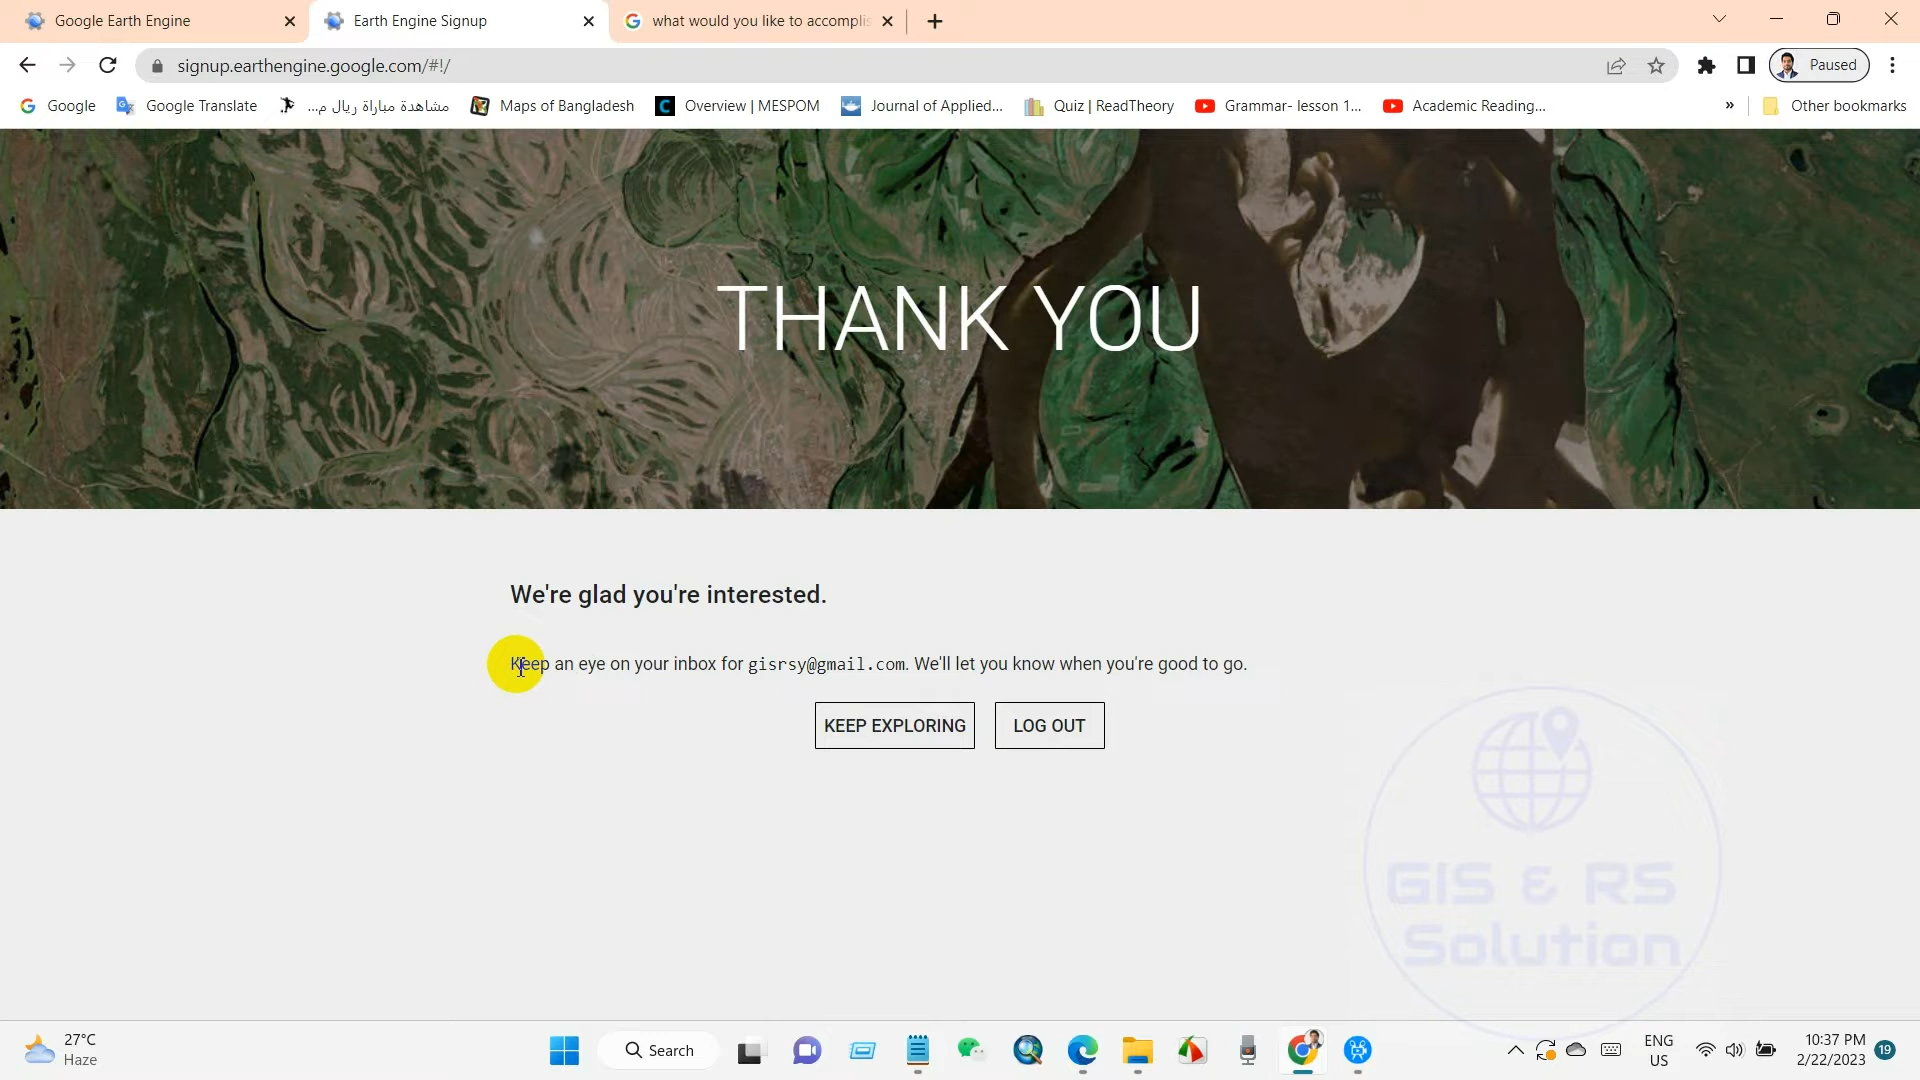 Google Earth Engine
Earth Engine Signup
what would you like to accomplis
signup.earthengine.google.com/#!/
Paused
Google
Google Translate
مشاهدة مباراة ريال م...
Maps of Bangladesh
Overview | MESPOM
Journal of Applied...
Quiz | ReadTheory
Grammar- lesson 1...
Academic Reading...
»
Other bookmarks
THANK YOU
We're glad you're interested.
Keep an eye on your inbox for gisrsy@gmail.com. We'll let you know when you're good to go.
KEEP EXPLORING
LOG OUT
GIS & RS
Solution
27°C
Haze
Search
ENG
US
10:37 PM
2/22/2023
19